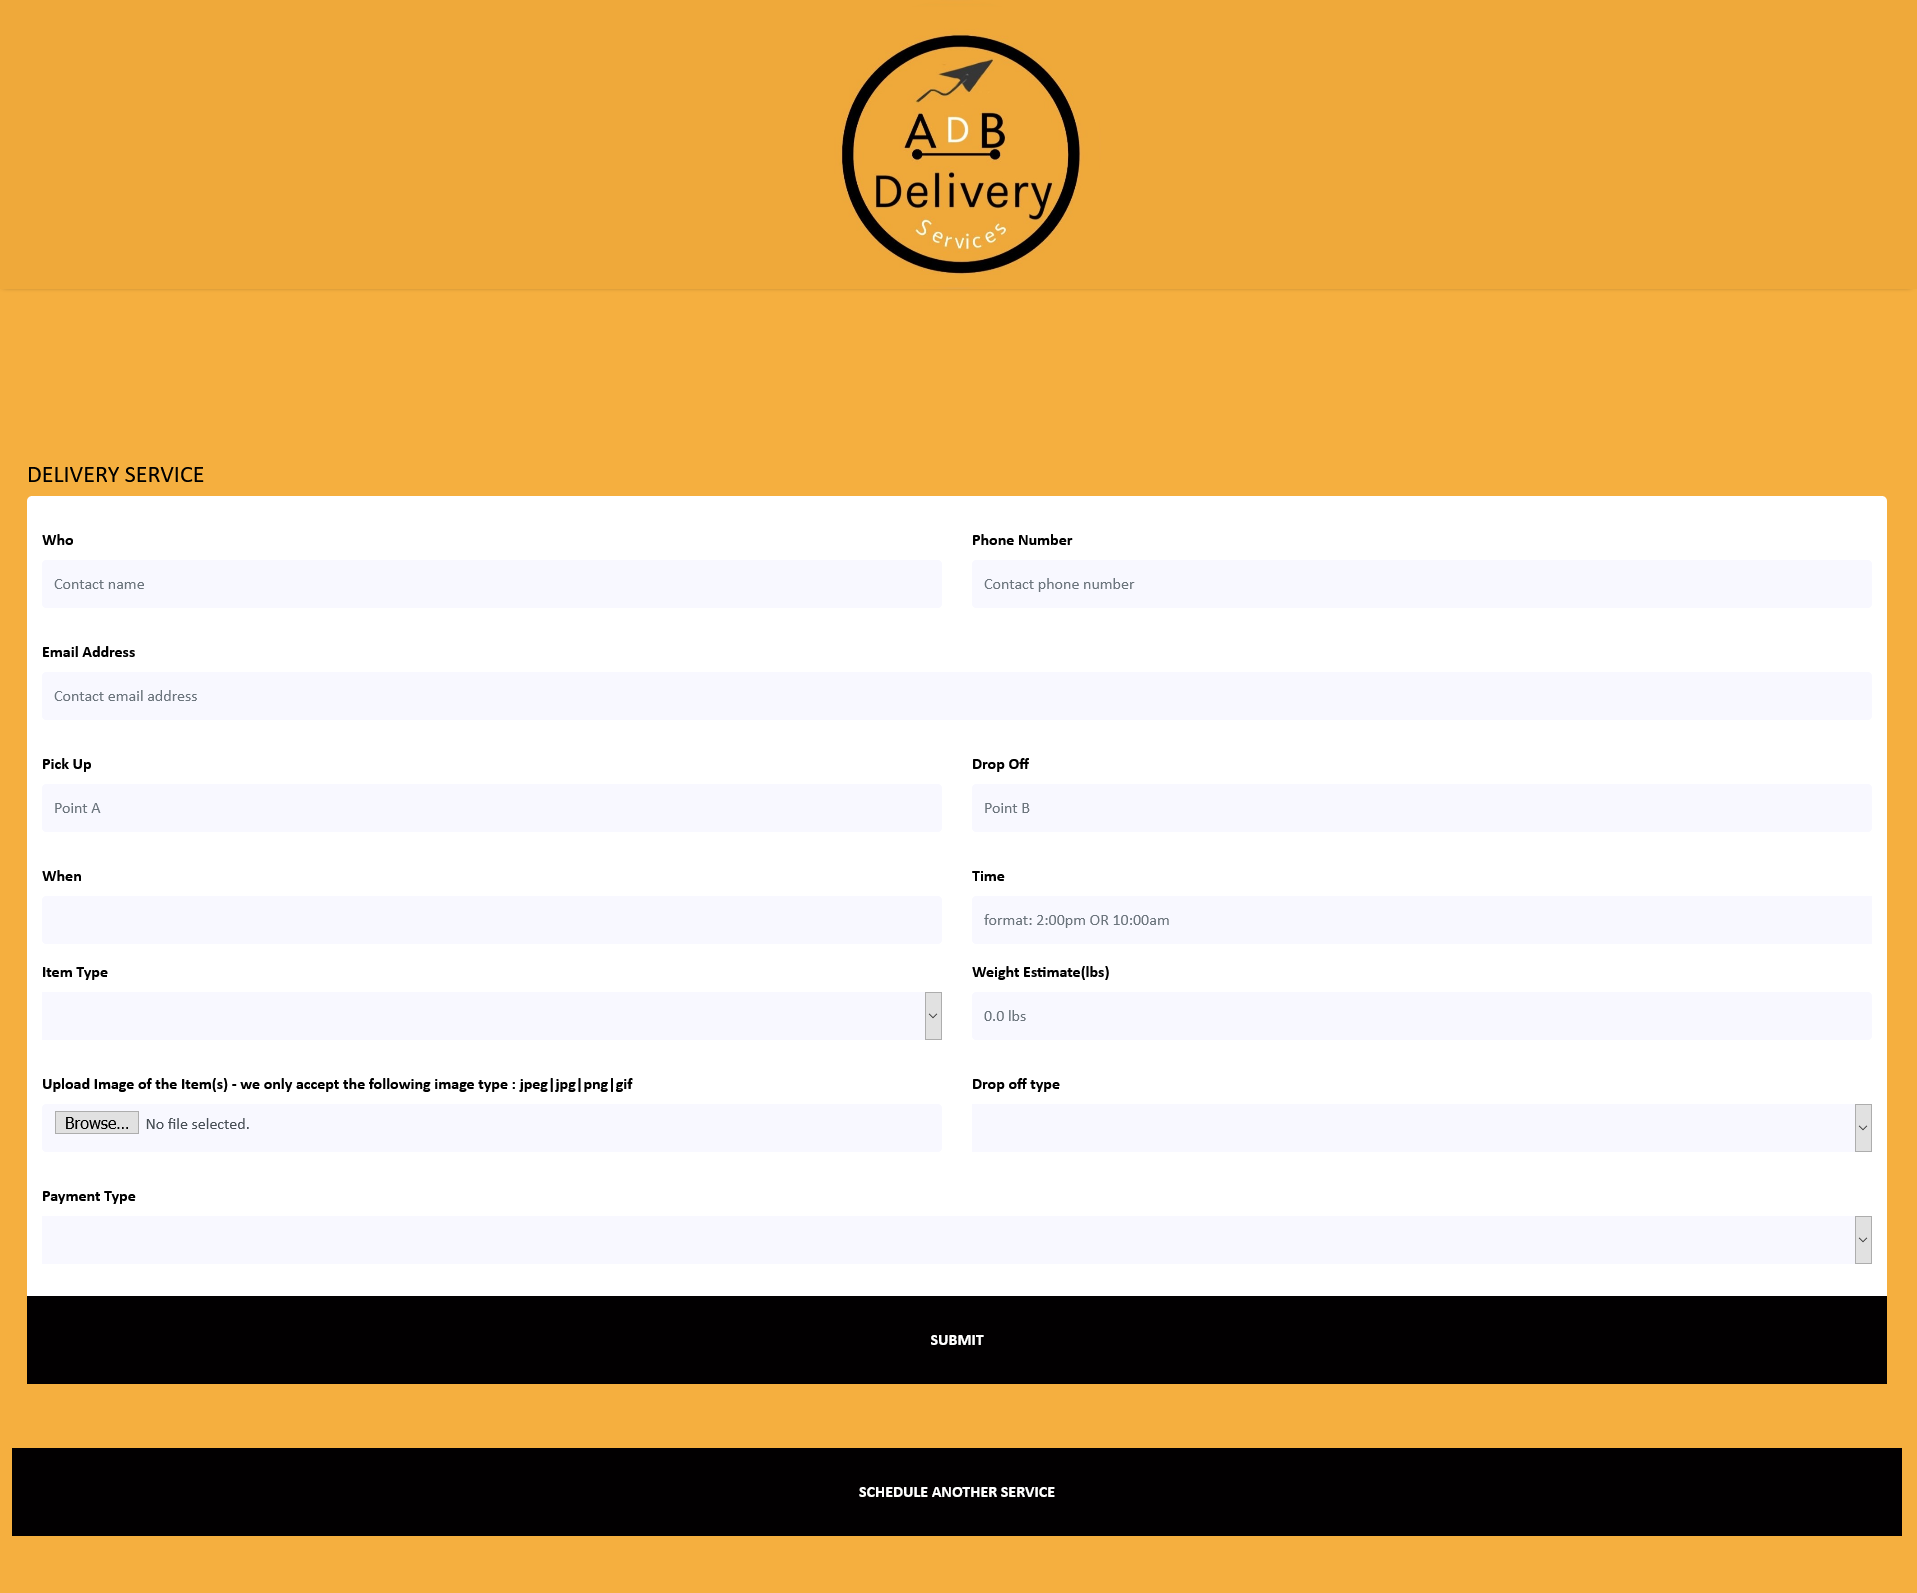 A D B
Delivery
Services
DELIVERY SERVICE
Who
Phone Number
Contact name
Contact phone number
Email Address
Contact email address
Pick Up
Drop Off
Point A
Point B
When
Time
format: 2:00pm OR 10:00am
Item Type
Weight Estimate(lbs)
0.0 lbs
Upload Image of the Item(s) - we only accept the following image type : jpeg|jpg|png|gif
Drop off type
Browse... No file selected.
Payment Type
SUBMIT
SCHEDULE ANOTHER SERVICE